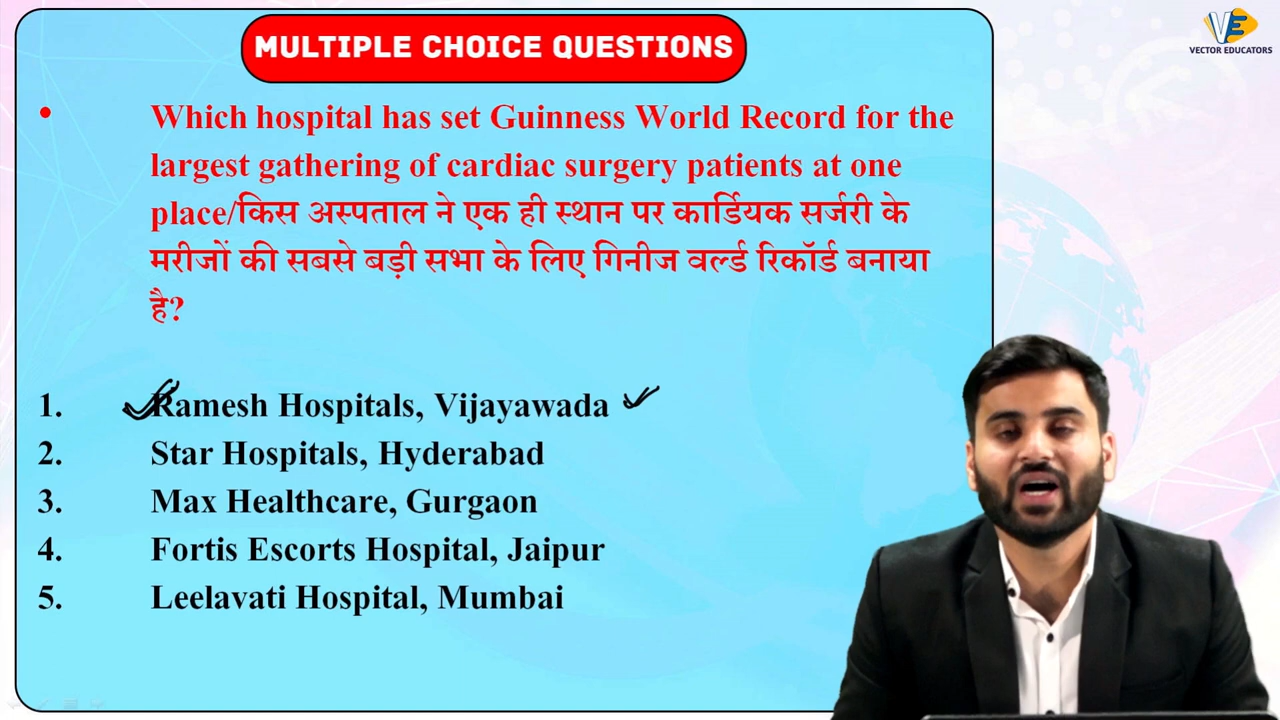 MULTIPLE CHOICE QUESTIONS
VE
VECTOR EDUCATORS
• Which hospital has set Guinness World Record for the
largest gathering of cardiac surgery patients at one
place/किस अस्पताल ने एक ही स्थान पर कार्डियक सर्जरी के
मरीजों की सबसे बड़ी सभा के लिए गिनीज वर्ल्ड रिकॉर्ड बनाया
है?
1. Ramesh Hospitals, Vijayawada
2. Star Hospitals, Hyderabad
3. Max Healthcare, Gurgaon
4. Fortis Escorts Hospital, Jaipur
5. Leelavati Hospital, Mumbai